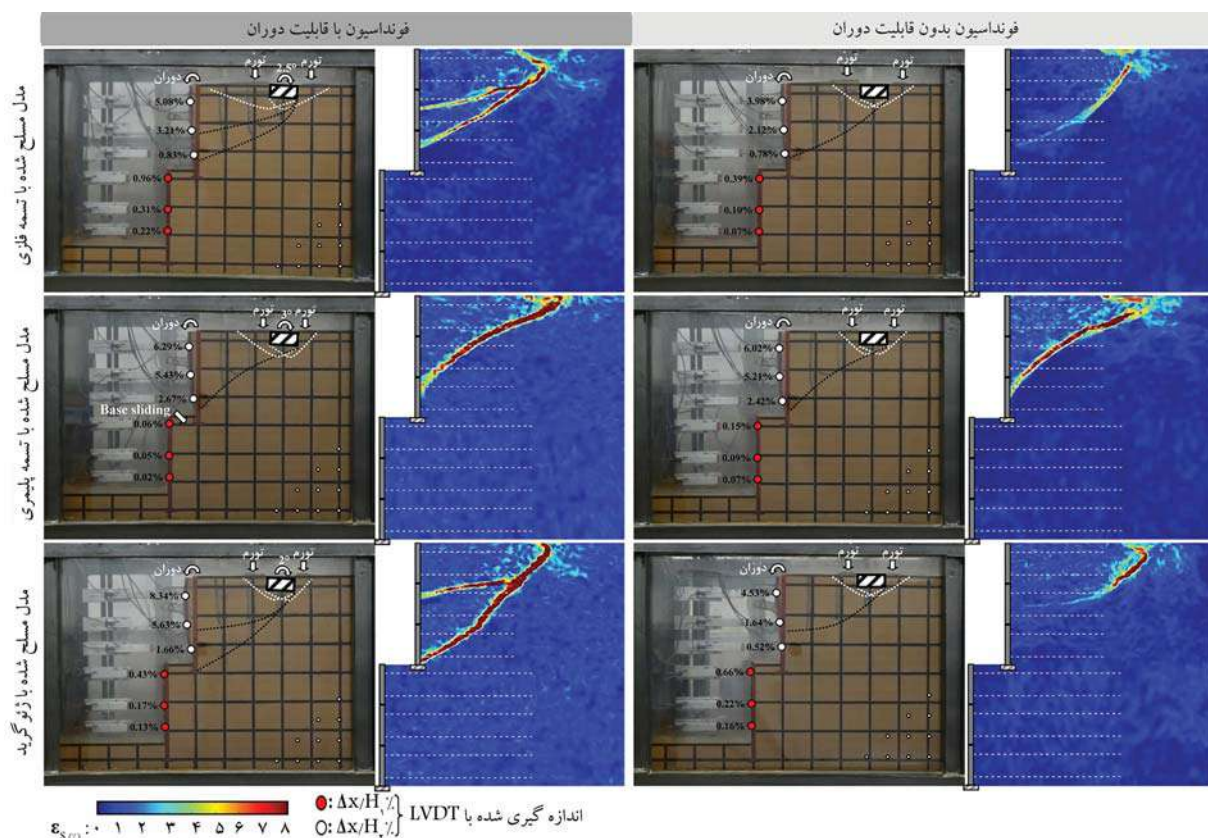 فونداسیون با قابلیت دوران
فونداسیون بدون قابلیت دوران
مدل مسلح شده با تسمه فلزی
دوران
تورم
2.5°
تورم
5.08%
3.21%
0.83%
0.96%
0.31%
0.22%
تورم
تورم
3.98%
2.12%
0.78%
0.39%
0.10%
0.07%
مدل مسلح شده با تسمه پلیمری
دوران
تورم
3°
تورم
6.29%
5.43%
2.67%
Base sliding
0.06%
0.05%
0.02%
تورم
تورم
6.02%
5.21%
2.42%
0.15%
0.09%
0.07%
مدل مسلح شده با ژئوگرید
دوران
تورم
تورم
8.34%
5.63%
1.66%
0.43%
0.17%
0.13%
دوران
تورم
تورم
4.53%
1.64%
0.52%
0.66%
0.22%
0.16%
ε S(%) : ۰ ۱ ۲ ۳ ۴ ۵ ۶ ۷ ۸
: Δx/H۱٪
: Δx/H۲٪
اندازه گیری شده با LVDT